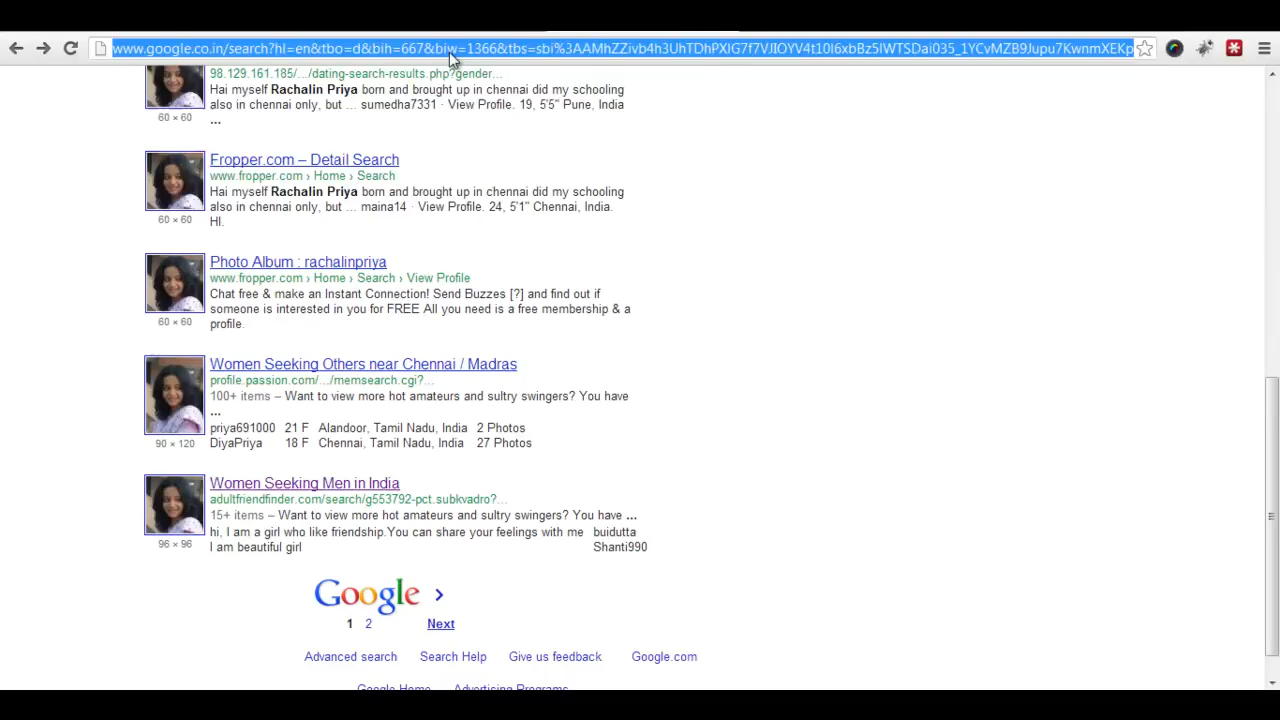 www.google.co.in/search?hl=en&tbo=d&bih=667&biw=1366&tbs=sbi%3AAMhZZivb4h3UhTDhPXJG7f7VJIOYV4t10I6xbBz5lWTSDai035_1YCvMZB9Jupu7KwnmXEKp
98.129.161.185/.../dating-search-results.php?gender...
Hai myself Rachalin Priya born and brought up in chennai did my schooling
also in chennai only, but ... sumedha7331 · View Profile. 19, 5'5" Pune, India
...
60 × 60
Fropper.com – Detail Search
www.fropper.com › Home › Search
Hai myself Rachalin Priya born and brought up in chennai did my schooling
also in chennai only, but ... maina14 · View Profile. 24, 5'1" Chennai, India.
HI.
60 × 60
Photo Album : rachalinpriya
www.fropper.com › Home › Search › View Profile
Chat free & make an Instant Connection! Send Buzzes [?] and find out if
someone is interested in you for FREE All you need is a free membership & a
profile.
60 × 60
Women Seeking Others near Chennai / Madras
profile.passion.com/.../memsearch.cgi?...
100+ items – Want to view more hot amateurs and sultry swingers? You have
...
priya691000 21 F Alandoor, Tamil Nadu, India 2 Photos
DiyaPriya 18 F Chennai, Tamil Nadu, India 27 Photos
90 × 120
Women Seeking Men in India
adultfriendfinder.com/search/g553792-pct.subkvadro?...
15+ items – Want to view more hot amateurs and sultry swingers? You have ...
hi, I am a girl who like friendship.You can share your feelings with me buidutta
I am beautiful girl Shanti990
96 × 96
Google >
1 2 Next
Advanced search Search Help Give us feedback Google.com
Google Home Advertising Programs